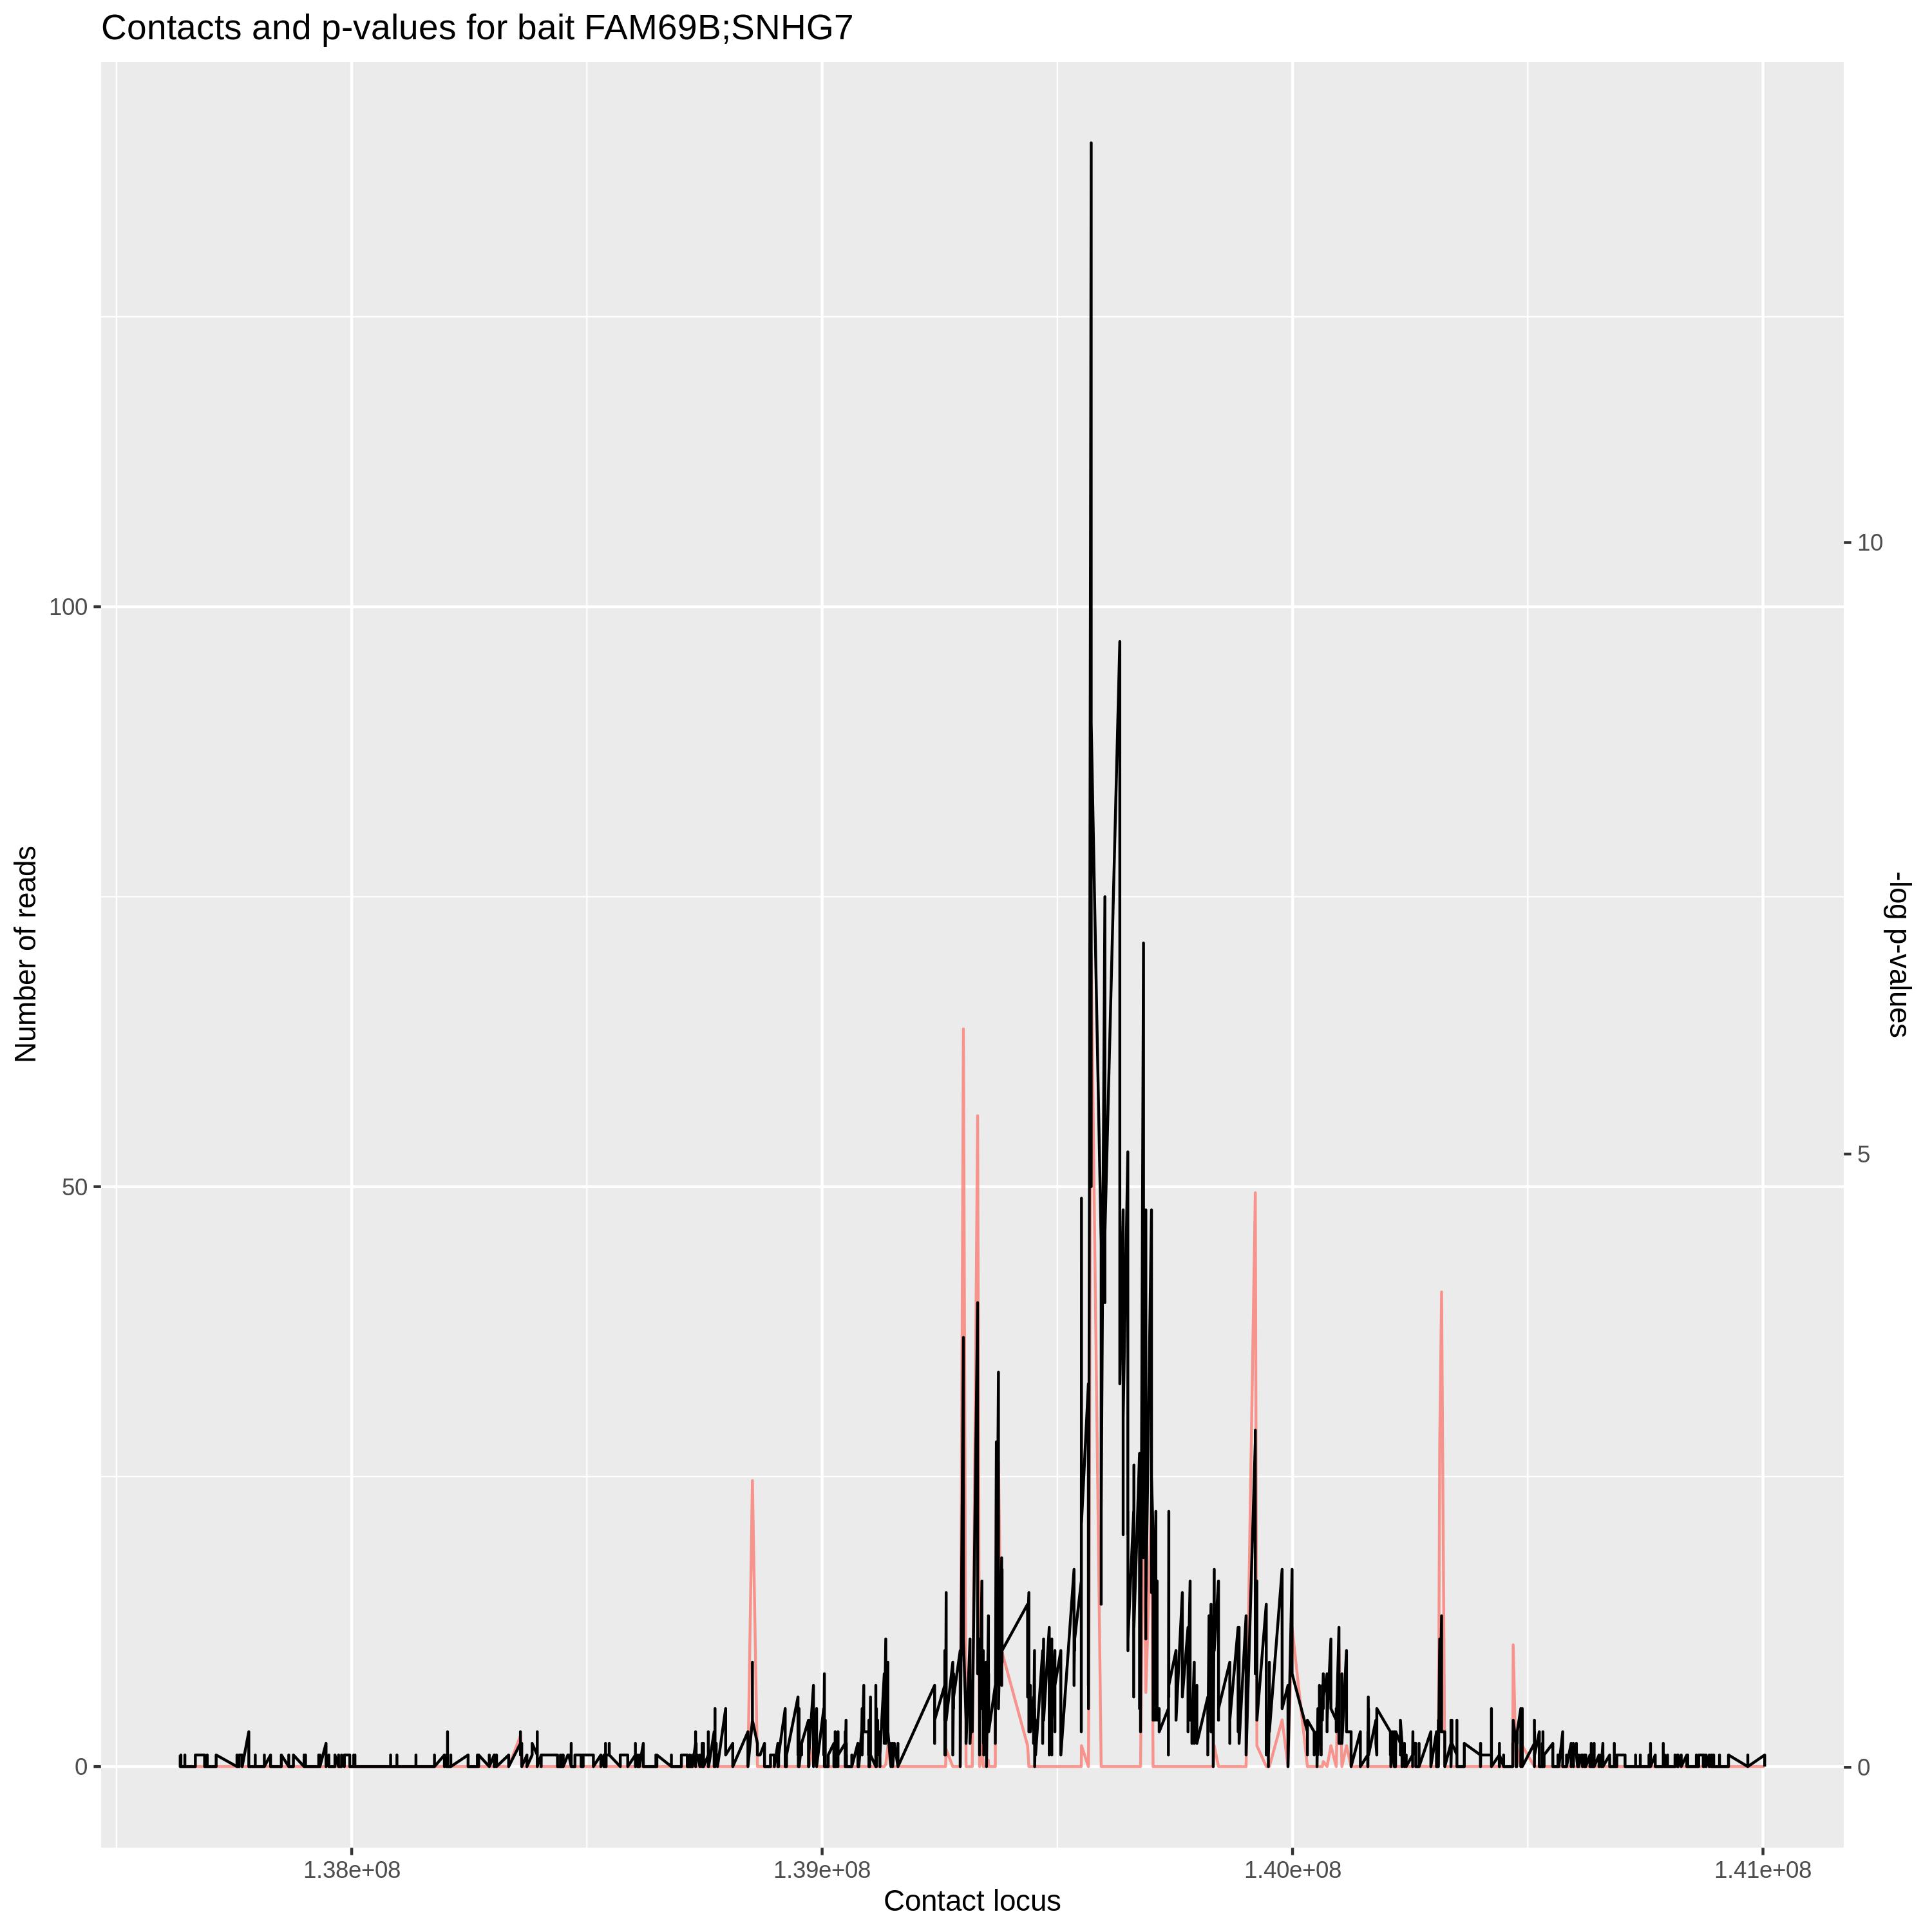 Contacts and p-values for bait FAM69B;SNHG7
Number of reads
100
50
0
10
5
0
-log p-values
1.38e+08
1.39e+08
1.40e+08
1.41e+08
Contact locus